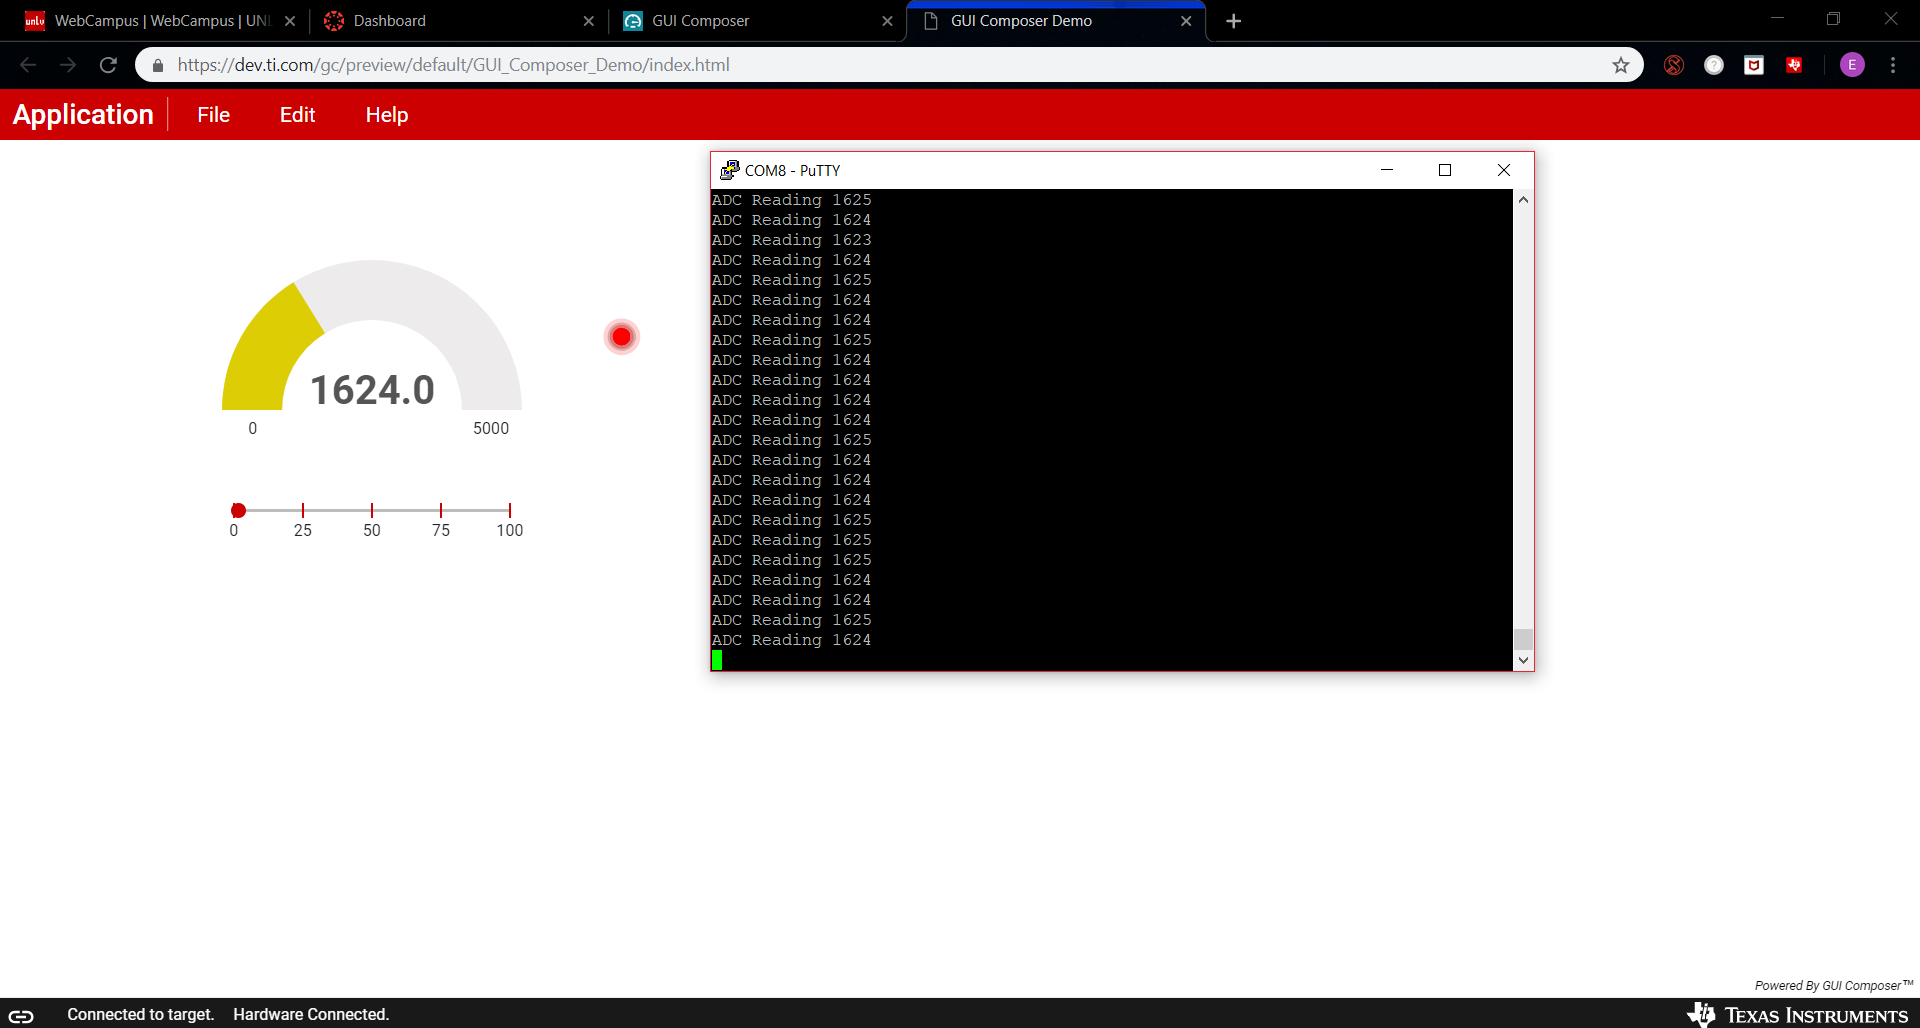 WebCampus | WebCampus | UNL
Dashboard
GUI Composer
GUI Composer Demo
https://dev.ti.com/gc/preview/default/GUI_Composer_Demo/index.html
E
Application File Edit Help
COM8 - PuTTY
ADC Reading 1625
ADC Reading 1624
ADC Reading 1623
ADC Reading 1624
ADC Reading 1625
ADC Reading 1624
ADC Reading 1624
ADC Reading 1625
ADC Reading 1624
ADC Reading 1624
ADC Reading 1624
ADC Reading 1624
ADC Reading 1625
ADC Reading 1624
ADC Reading 1624
ADC Reading 1624
ADC Reading 1625
ADC Reading 1625
ADC Reading 1625
ADC Reading 1624
ADC Reading 1624
ADC Reading 1625
ADC Reading 1624
1624.0
0 5000
0 25 50 75 100
Powered By GUI Composer™
Connected to target. Hardware Connected.
TEXAS INSTRUMENTS